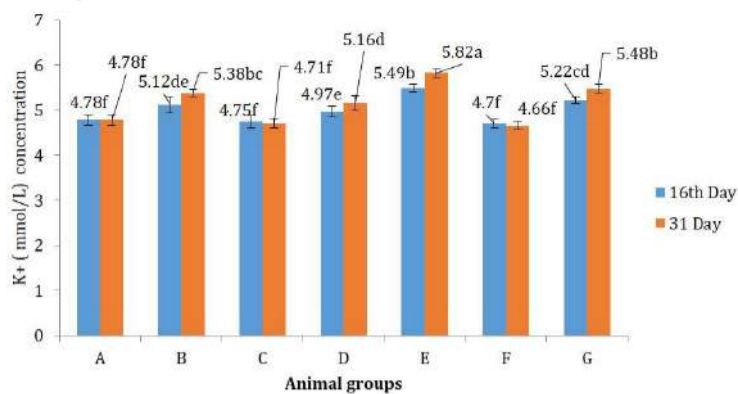 K+ ( mmol/L) concentration
7
6
5
4
3
2
1
0
4.78f
4.78f
5.12de
5.38bc
4.75f
4.71f
4.97e
5.16d
5.49b
5.82a
4.7f
4.66f
5.22cd
5.48b
A B C D E F G
Animal groups
16th Day
31 Day